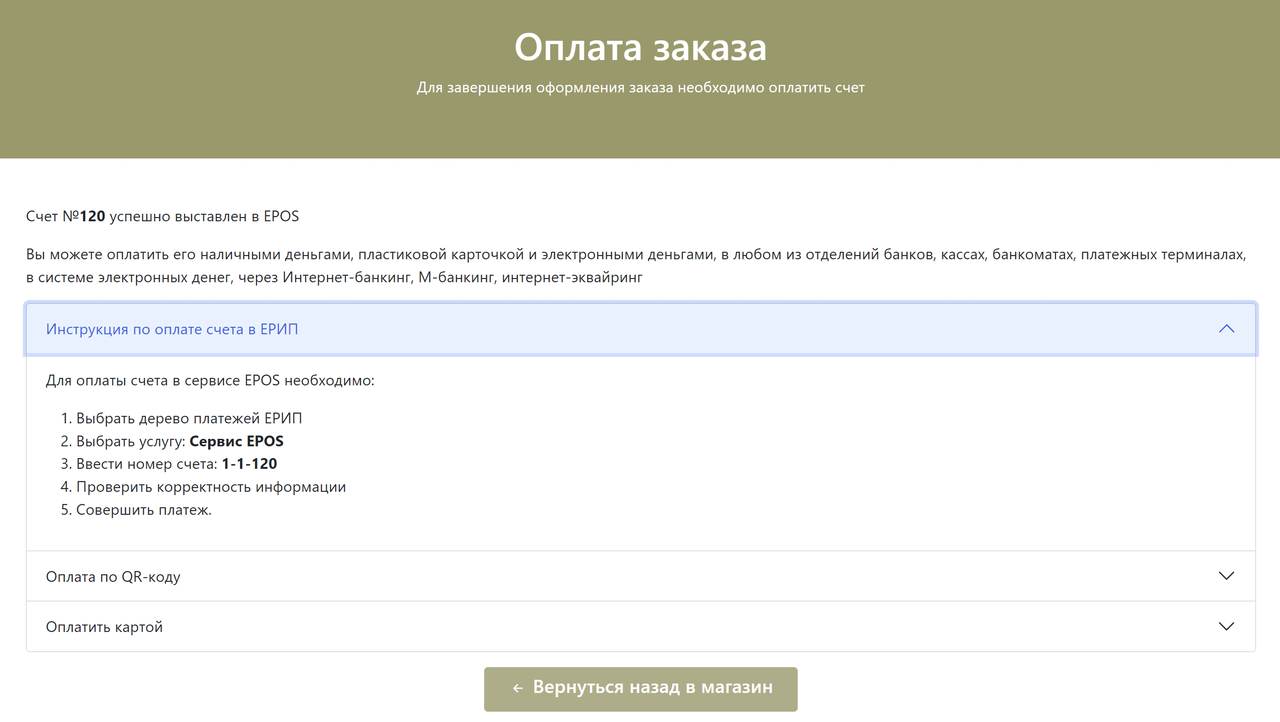 Оплата заказа
Для завершения оформления заказа необходимо оплатить счет
Счет №120 успешно выставлен в EPOS
Вы можете оплатить его наличными деньгами, пластиковой карточкой и электронными деньгами, в любом из отделений банков, кассах, банкоматах, платежных терминалах,
в системе электронных денег, через Интернет-банкинг, М-банкинг, интернет-эквайринг
Инструкция по оплате счета в ЕРИП
Для оплаты счета в сервисе EPOS необходимо:
1. Выбрать дерево платежей ЕРИП
2. Выбрать услугу: Сервис EPOS
3. Ввести номер счета: 1-1-120
4. Проверить корректность информации
5. Совершить платеж.
Оплата по QR-коду
Оплатить картой
← Вернуться назад в магазин